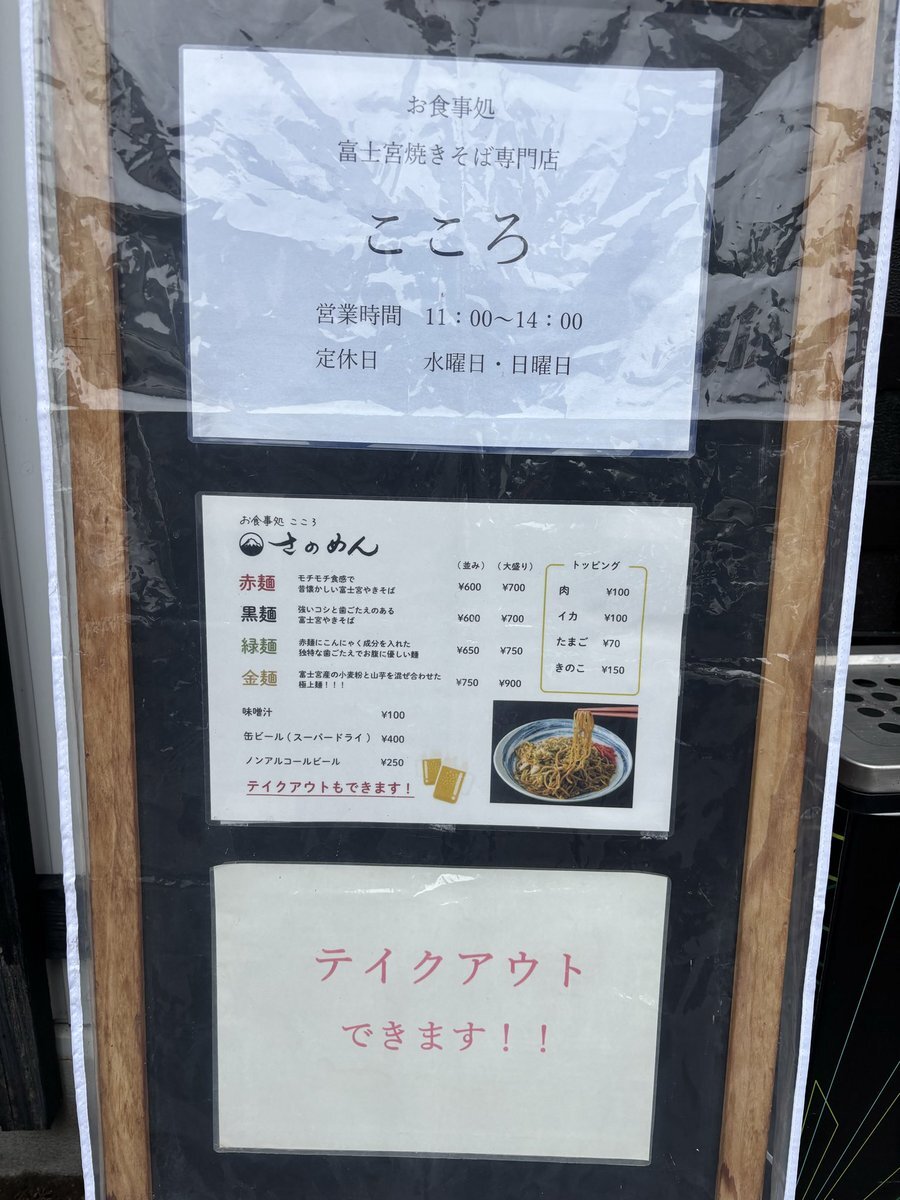 お食事処
富士宮焼きそば専門店
こころ
営業時間 11：00～14：00
定休日 水曜日・日曜日
お食事処 こころ
さのめん
（並み）（大盛り）
赤麺 モチモチ食感で
昔懐かしい富士宮やきそば ¥600 ¥700
黒麺 強いコシと歯ごたえのある
富士宮やきそば ¥600 ¥700
緑麺 赤麺にこんにゃく成分を入れた
独特な歯ごたえでお腹に優しい麺 ¥650 ¥750
金麺 富士宮産の小麦粉と山芋を混ぜ合わせた
極上麺！！！ ¥750 ¥900
トッピング
肉 ¥100
イカ ¥100
たまご ¥70
きのこ ¥150
味噌汁 ¥100
缶ビール（スーパードライ） ¥400
ノンアルコールビール ¥250
テイクアウトもできます！
テイクアウト
できます！！